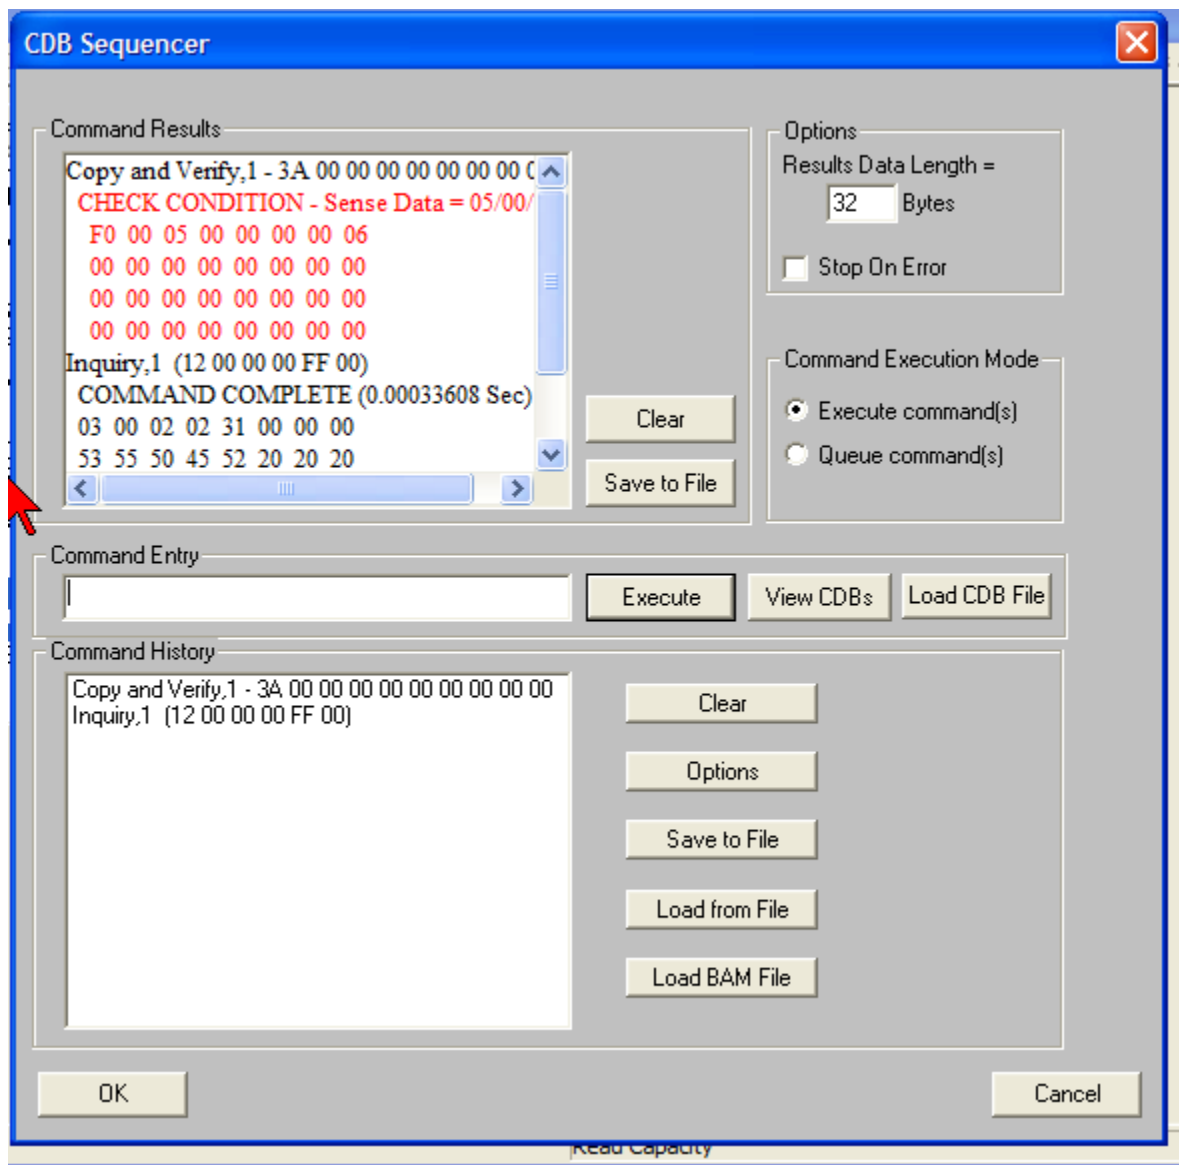 CDB Sequencer
Command Results
Copy and Verify,1 - 3A 00 00 00 00 00 00 00 0
CHECK CONDITION - Sense Data = 05/00/
F0 00 05 00 00 00 00 06
00 00 00 00 00 00 00 00
00 00 00 00 00 00 00 00
00 00 00 00 00 00 00 00
Inquiry,1 (12 00 00 00 FF 00)
COMMAND COMPLETE (0.00033608 Sec)
03 00 02 02 31 00 00 00
53 55 50 45 52 20 20 20
Clear
Save to File
Options
Results Data Length =
32 Bytes
Stop On Error
Command Execution Mode
Execute command(s)
Queue command(s)
Command Entry
Execute
View CDBs
Load CDB File
Command History
Copy and Verify,1 - 3A 00 00 00 00 00 00 00 00 00
Inquiry,1 (12 00 00 00 FF 00)
Clear
Options
Save to File
Load from File
Load BAM File
OK
Cancel
Read Capacity